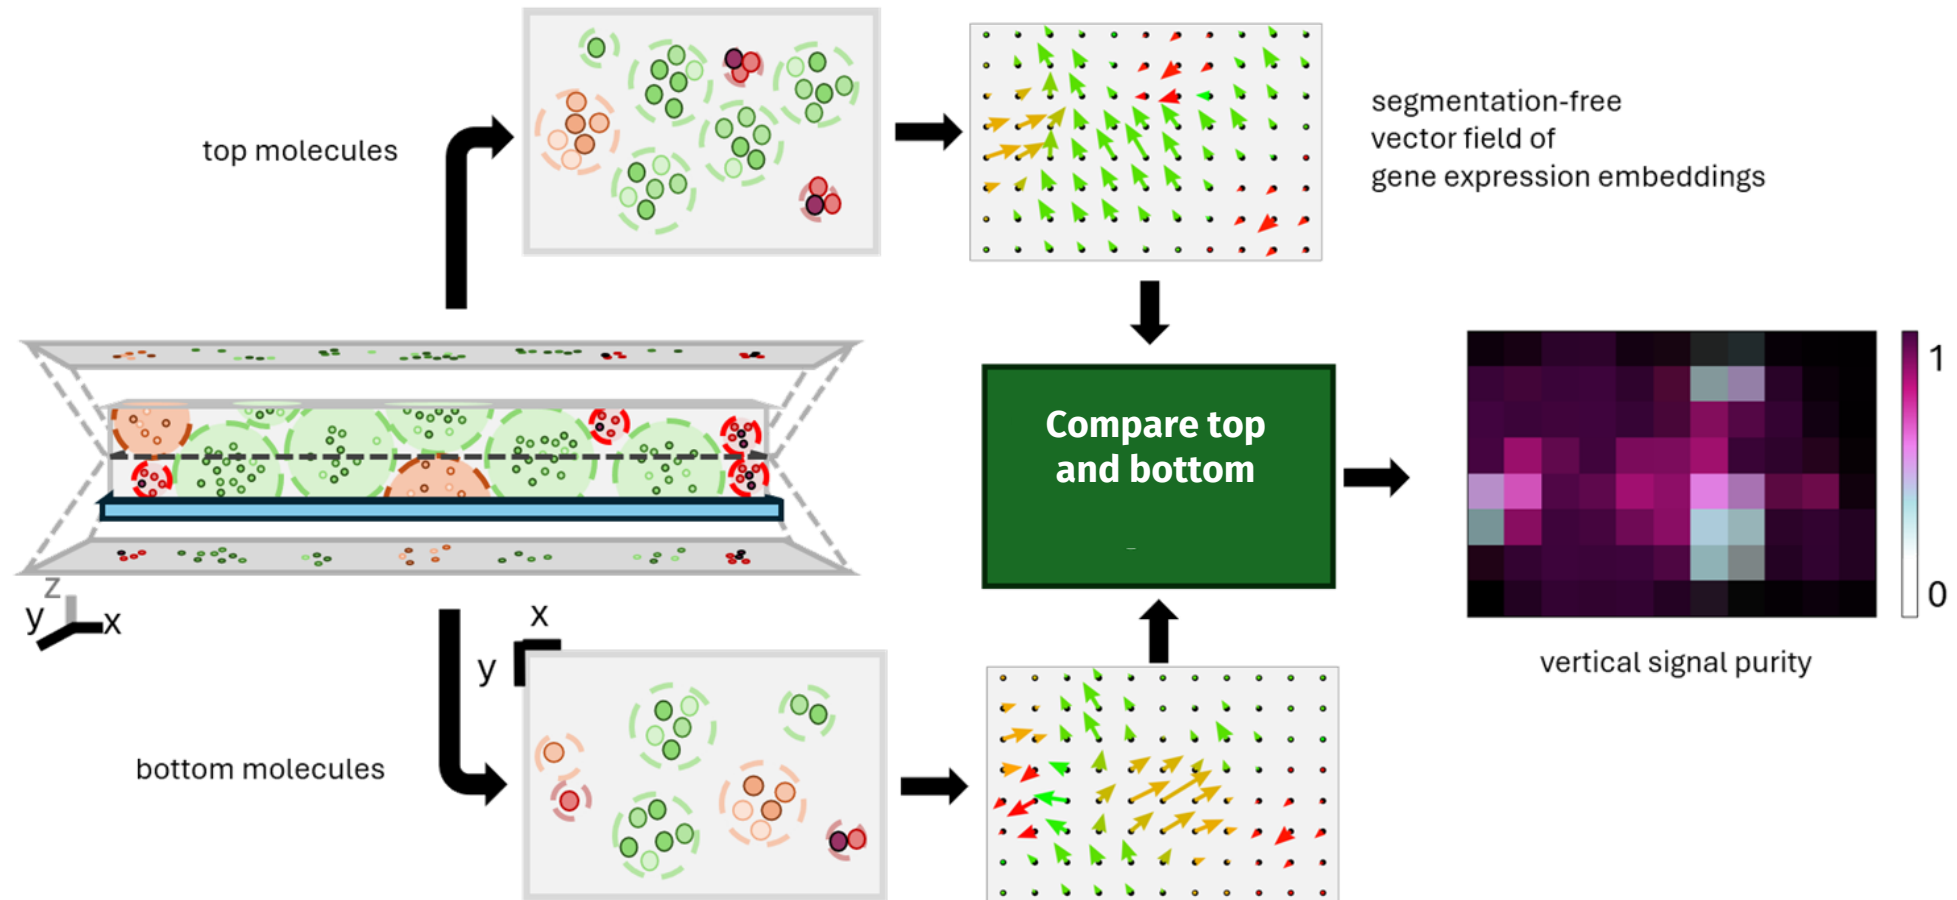 top molecules
segmentation-free
vector field of
gene expression embeddings
Compare top
and bottom
1
0
vertical signal purity
z
y
x
x
y
bottom molecules